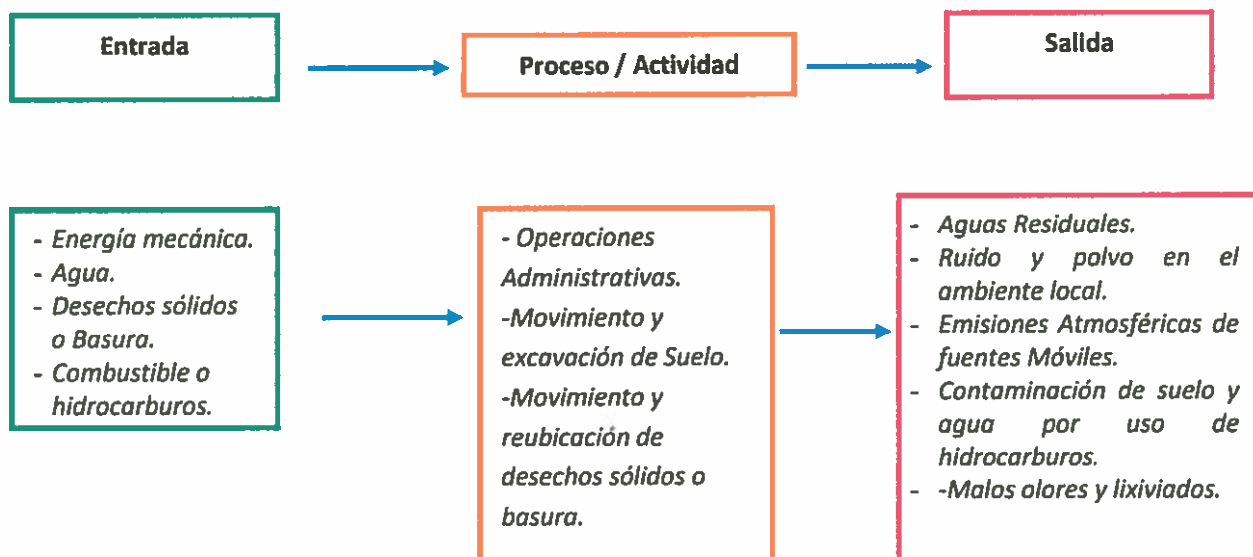 Entrada
Proceso / Actividad
Salida
- Energía mecánica.
- Agua.
- Desechos sólidos
o Basura.
- Combustible o
hidrocarburos.
- Operaciones
Administrativas.
-Movimiento y
excavación de Suelo.
-Movimiento y
reubicación de
desechos sólidos o
basura.
- Aguas Residuales.
- Ruido y polvo en el
ambiente local.
- Emisiones Atmosféricas de
fuentes Móviles.
- Contaminación de suelo y
agua por uso de
hidrocarburos.
- -Malos olores y lixiviados.